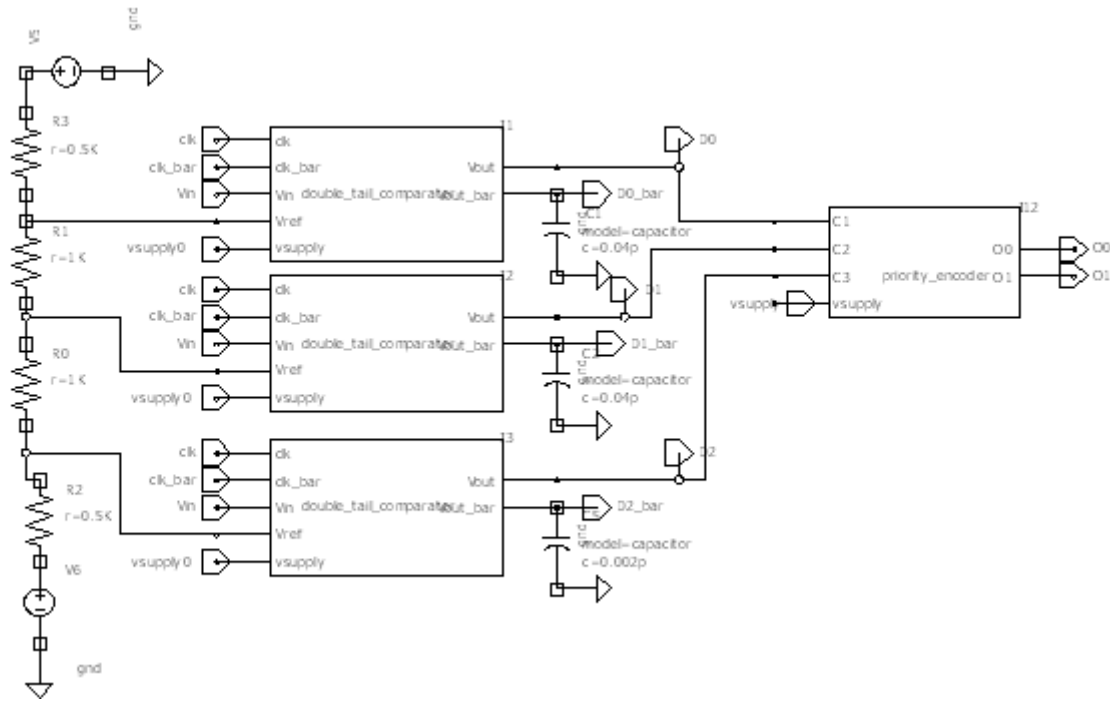 V5
gnd
R3
r=0.5K
R1
r=1K
R0
r=1K
R2
r=0.5K
V6
gnd
clk
clk_bar
Vin
vsupply0
I1
clk
clk_bar
Vin
double_tail_comparator
Vref
vsupply
Vout
Vout_bar
D0
D0_bar
C1
gnd
model=capacitor
c=0.04p
clk
clk_bar
Vin
vsupply0
I2
clk
clk_bar
Vin
double_tail_comparator
Vref
vsupply
Vout
Vout_bar
D1
D1_bar
C2
gnd
model=capacitor
c=0.04p
clk
clk_bar
Vin
vsupply0
I3
clk
clk_bar
Vin
double_tail_comparator
Vref
vsupply
Vout
Vout_bar
D2
D2_bar
gnd
model=capacitor
c=0.002p
I12
C1
C2
C3
vsupply
vsupply
priority_encoder
O0
O1
O0
O1